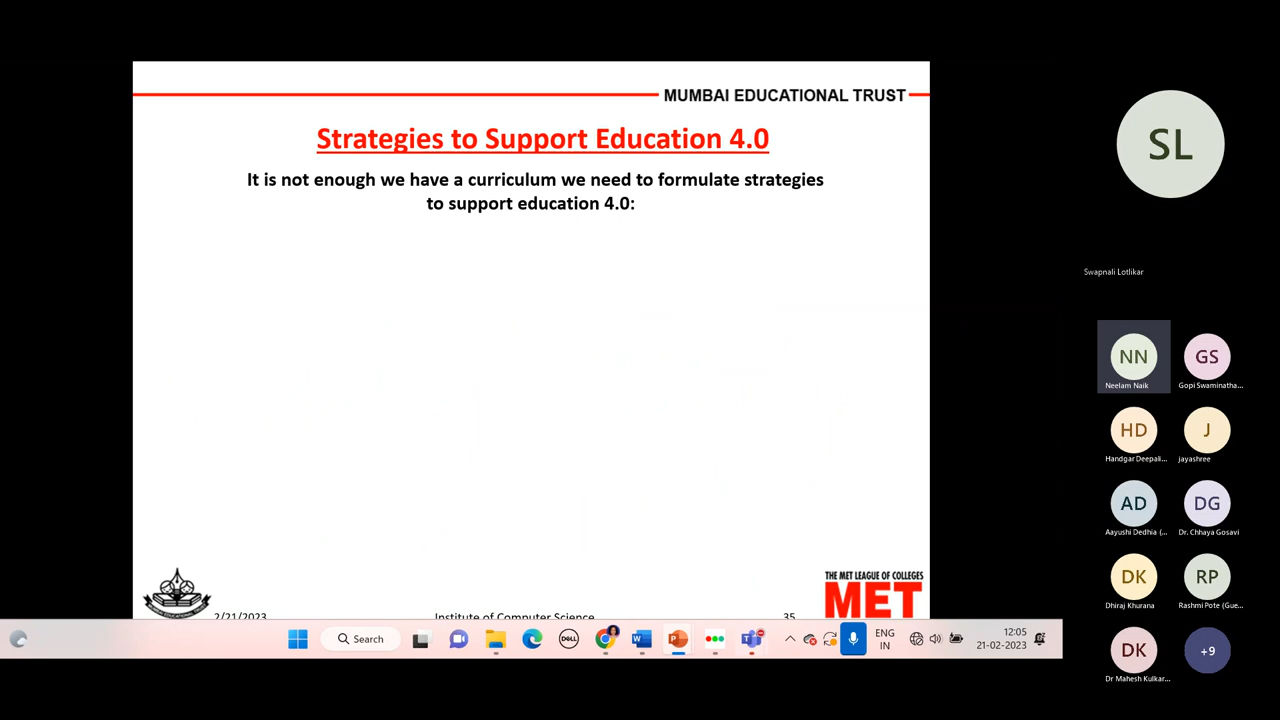 MUMBAI EDUCATIONAL TRUST
Strategies to Support Education 4.0
It is not enough we have a curriculum we need to formulate strategies
to support education 4.0:
THE MET LEAGUE OF COLLEGES
MET
2/21/2023
Institute of Computer Science
35
Search
ENG
IN
12:05
21-02-2023
SL
Swapnali Lotlikar
NN
GS
Neelam Naik
Gopi Swaminatha...
HD
J
Handgar Deepali...
jayashree
AD
DG
Aayushi Dedhia (...
Dr. Chhaya Gosavi
DK
RP
Dhiraj Khurana
Rashmi Pote (Gue...
DK
+9
Dr Mahesh Kulkar...